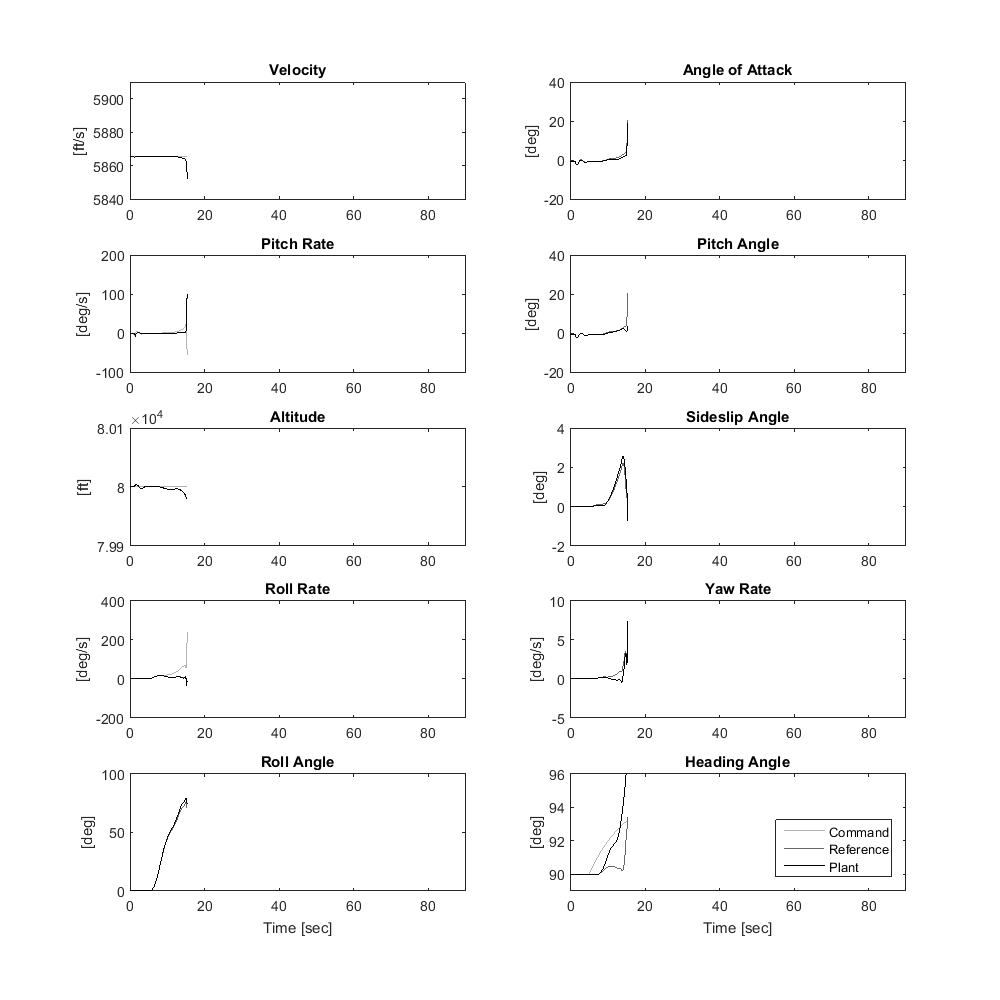 Velocity
[ft/s]
5900
5880
5860
5840
0 20 40 60 80
Angle of Attack
[deg]
40
20
0
-20
0 20 40 60 80
Pitch Rate
[deg/s]
200
100
0
-100
0 20 40 60 80
Pitch Angle
[deg]
40
20
0
-20
0 20 40 60 80
Altitude
×10⁴
[ft]
8.01
8
7.99
0 20 40 60 80
Sideslip Angle
[deg]
4
2
0
-2
0 20 40 60 80
Roll Rate
[deg/s]
400
200
0
-200
0 20 40 60 80
Yaw Rate
[deg/s]
10
5
0
-5
0 20 40 60 80
Roll Angle
[deg]
100
50
0
0 20 40 60 80
Time [sec]
Heading Angle
[deg]
96
94
92
90
0 20 40 60 80
Time [sec]
Command
Reference
Plant